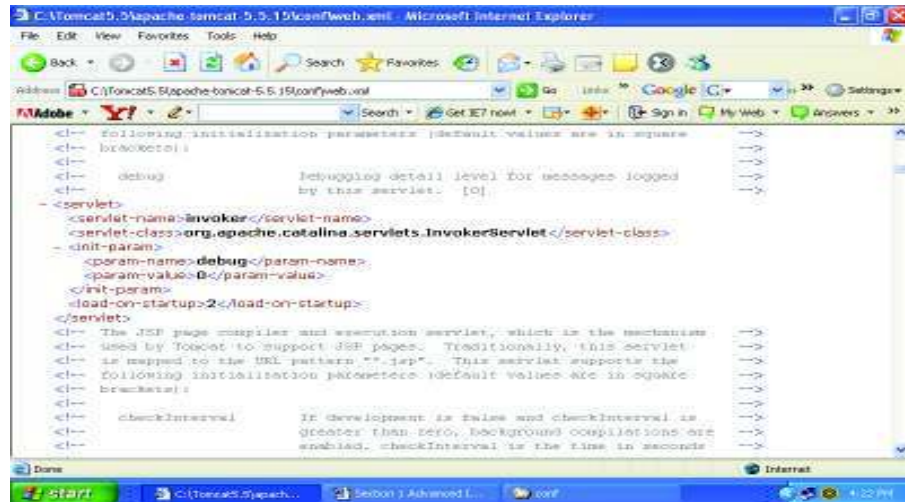 C:\Tomcat5.5\apache-tomcat-5.5.15\conf\web.xml - Microsoft Internet Explorer
File Edit View Favorites Tools Help
Back Search Favorites
Address C:\Tomcat5.5\apache-tomcat-5.5.15\conf\web.xml Go Links » Google G »  Settings
Adobe Y! Search Get IE7 now! Sign in My Web Answers »
<!-- following initialization parameters (default values are in square -->
<!-- brackets): -->
<!-- -->
<!-- debug Debugging detail level for messages logged -->
<!-- by this servlet. [0] -->
- <servlet>
<servlet-name>invoker</servlet-name>
<servlet-class>org.apache.catalina.servlets.InvokerServlet</servlet-class>
- <init-param>
<param-name>debug</param-name>
<param-value>0</param-value>
</init-param>
<load-on-startup>2</load-on-startup>
</servlet>
<!-- The JSP page compiler and execution servlet, which is the mechanism -->
<!-- used by Tomcat to support JSP pages. Traditionally, this servlet -->
<!-- is mapped to the URL pattern "*.jsp". This servlet supports the -->
<!-- following initialization parameters (default values are in square -->
<!-- brackets): -->
<!-- -->
<!-- checkInterval If development is false and checkInterval is -->
<!-- greater than zero, background compilations are -->
<!-- enabled. checkInterval is the time in seconds -->
Done Internet
start C:\Tomcat5.5\apach... Section 1 Advanced I... conf 4:22 PM